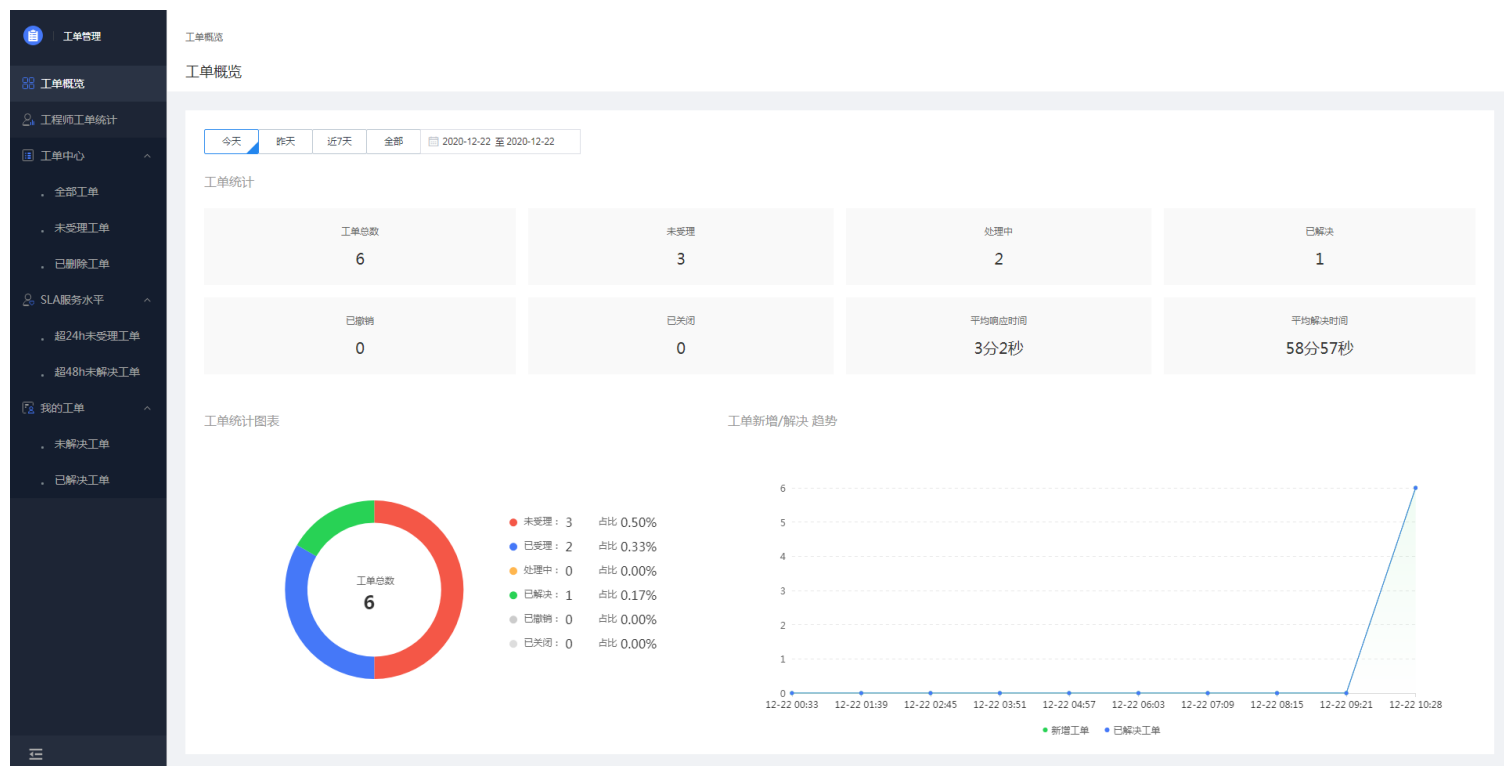 工单管理
工单概览
工程师工单统计
工单中心
全部工单
未受理工单
已删除工单
SLA服务水平
超24h未受理工单
超48h未解决工单
我的工单
未解决工单
已解决工单
工单概览
工单概览
今天 昨天 近7天 全部 2020-12-22 至 2020-12-22
工单统计
工单总数 未受理 处理中 已解决
6 3 2 1
已撤销 已关闭 平均响应时间 平均解决时间
0 0 3分2秒 58分57秒
工单统计图表
工单总数
6
未受理： 3 占比 0.50%
已受理： 2 占比 0.33%
处理中： 0 占比 0.00%
已解决： 1 占比 0.17%
已撤销： 0 占比 0.00%
已关闭： 0 占比 0.00%
工单新增/解决 趋势
6
5
4
3
2
1
0
12-22 00:33 12-22 01:39 12-22 02:45 12-22 03:51 12-22 04:57 12-22 06:03 12-22 07:09 12-22 08:15 12-22 09:21 12-22 10:28
新增工单 已解决工单